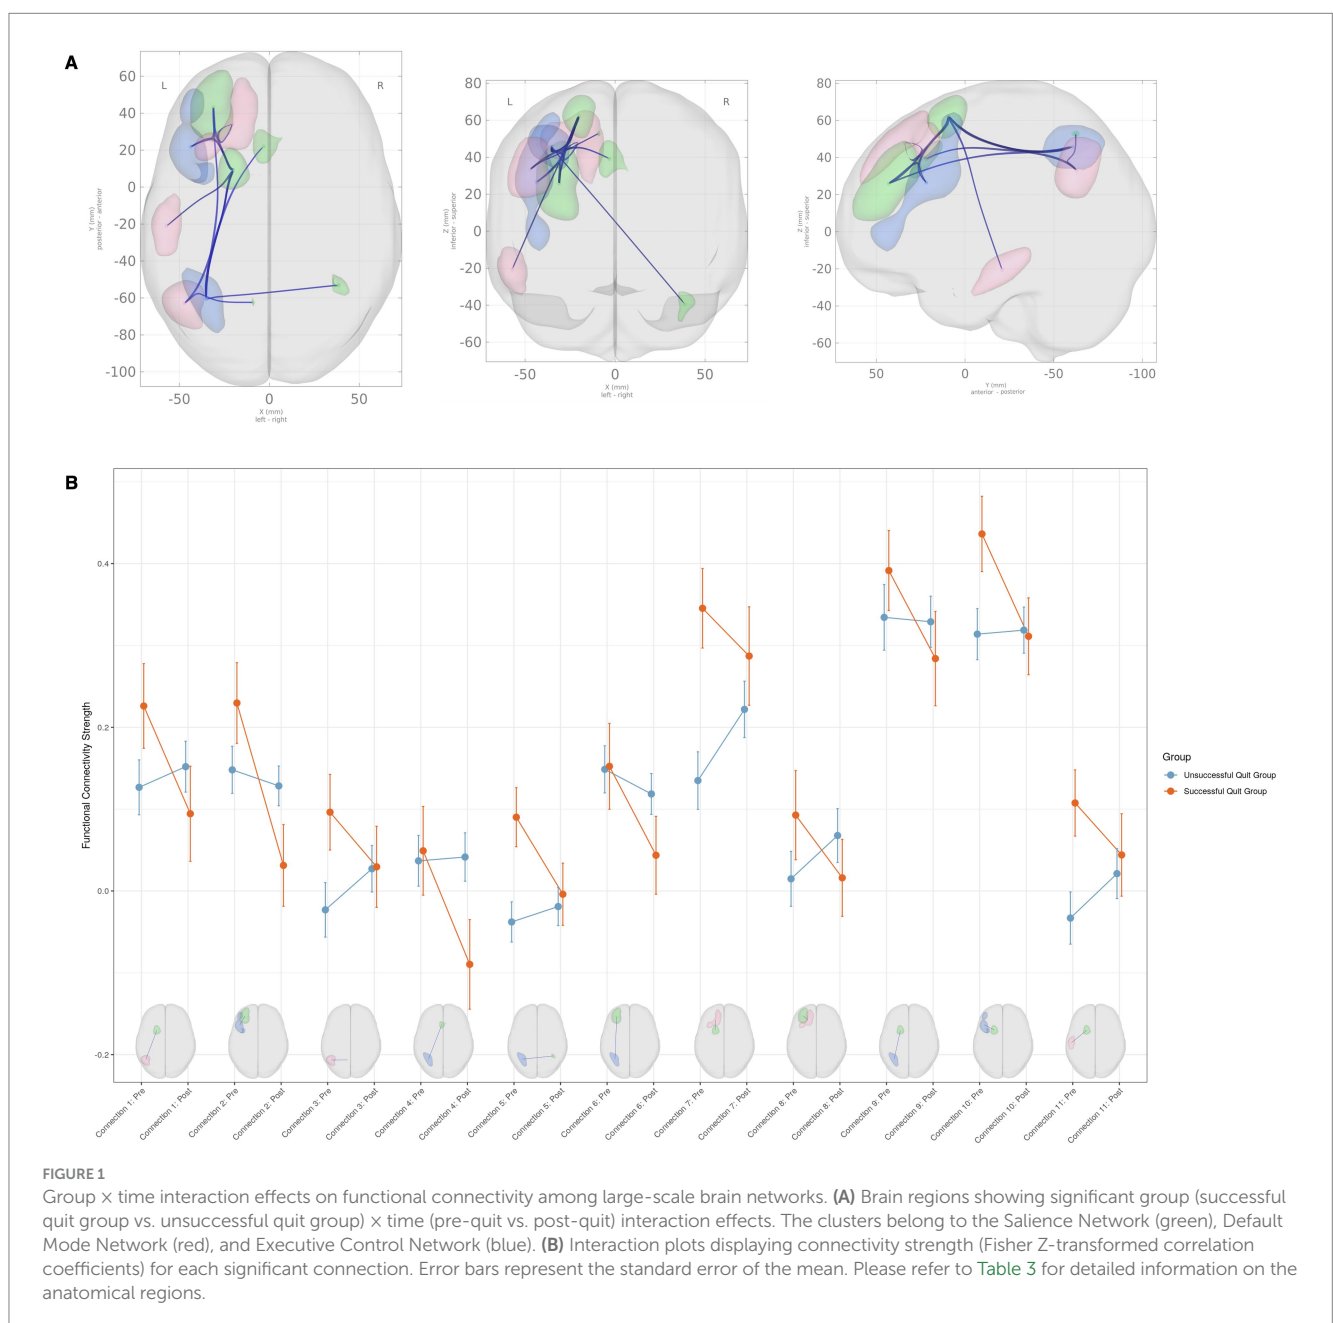 A
L
R
60
40
20
0
-20
-40
-60
-80
-100
-50
0
50
X (mm)
left - right
Y (mm)
posterior - anterior
L
R
80
60
40
20
0
-20
-40
-60
-50
0
50
X (mm)
left - right
Z (mm)
inferior - superior
80
60
40
20
0
-20
-40
-60
50
0
-50
-100
Y (mm)
anterior - posterior
Z (mm)
inferior - superior
B
Functional Connectivity Strength
0.4
0.2
0.0
-0.2
Connection 1: Pre
Connection 1: Post
Connection 2: Pre
Connection 2: Post
Connection 3: Pre
Connection 3: Post
Connection 4: Pre
Connection 4: Post
Connection 5: Pre
Connection 5: Post
Connection 6: Pre
Connection 6: Post
Connection 7: Pre
Connection 7: Post
Connection 8: Pre
Connection 8: Post
Connection 9: Pre
Connection 9: Post
Connection 10: Pre
Connection 10: Post
Connection 11: Pre
Connection 11: Post
Group
Unsuccessful Quit Group
Successful Quit Group
FIGURE 1
Group × time interaction effects on functional connectivity among large-scale brain networks. (A) Brain regions showing significant group (successful
quit group vs. unsuccessful quit group) × time (pre-quit vs. post-quit) interaction effects. The clusters belong to the Salience Network (green), Default
Mode Network (red), and Executive Control Network (blue). (B) Interaction plots displaying connectivity strength (Fisher Z-transformed correlation
coefficients) for each significant connection. Error bars represent the standard error of the mean. Please refer to Table 3 for detailed information on the
anatomical regions.